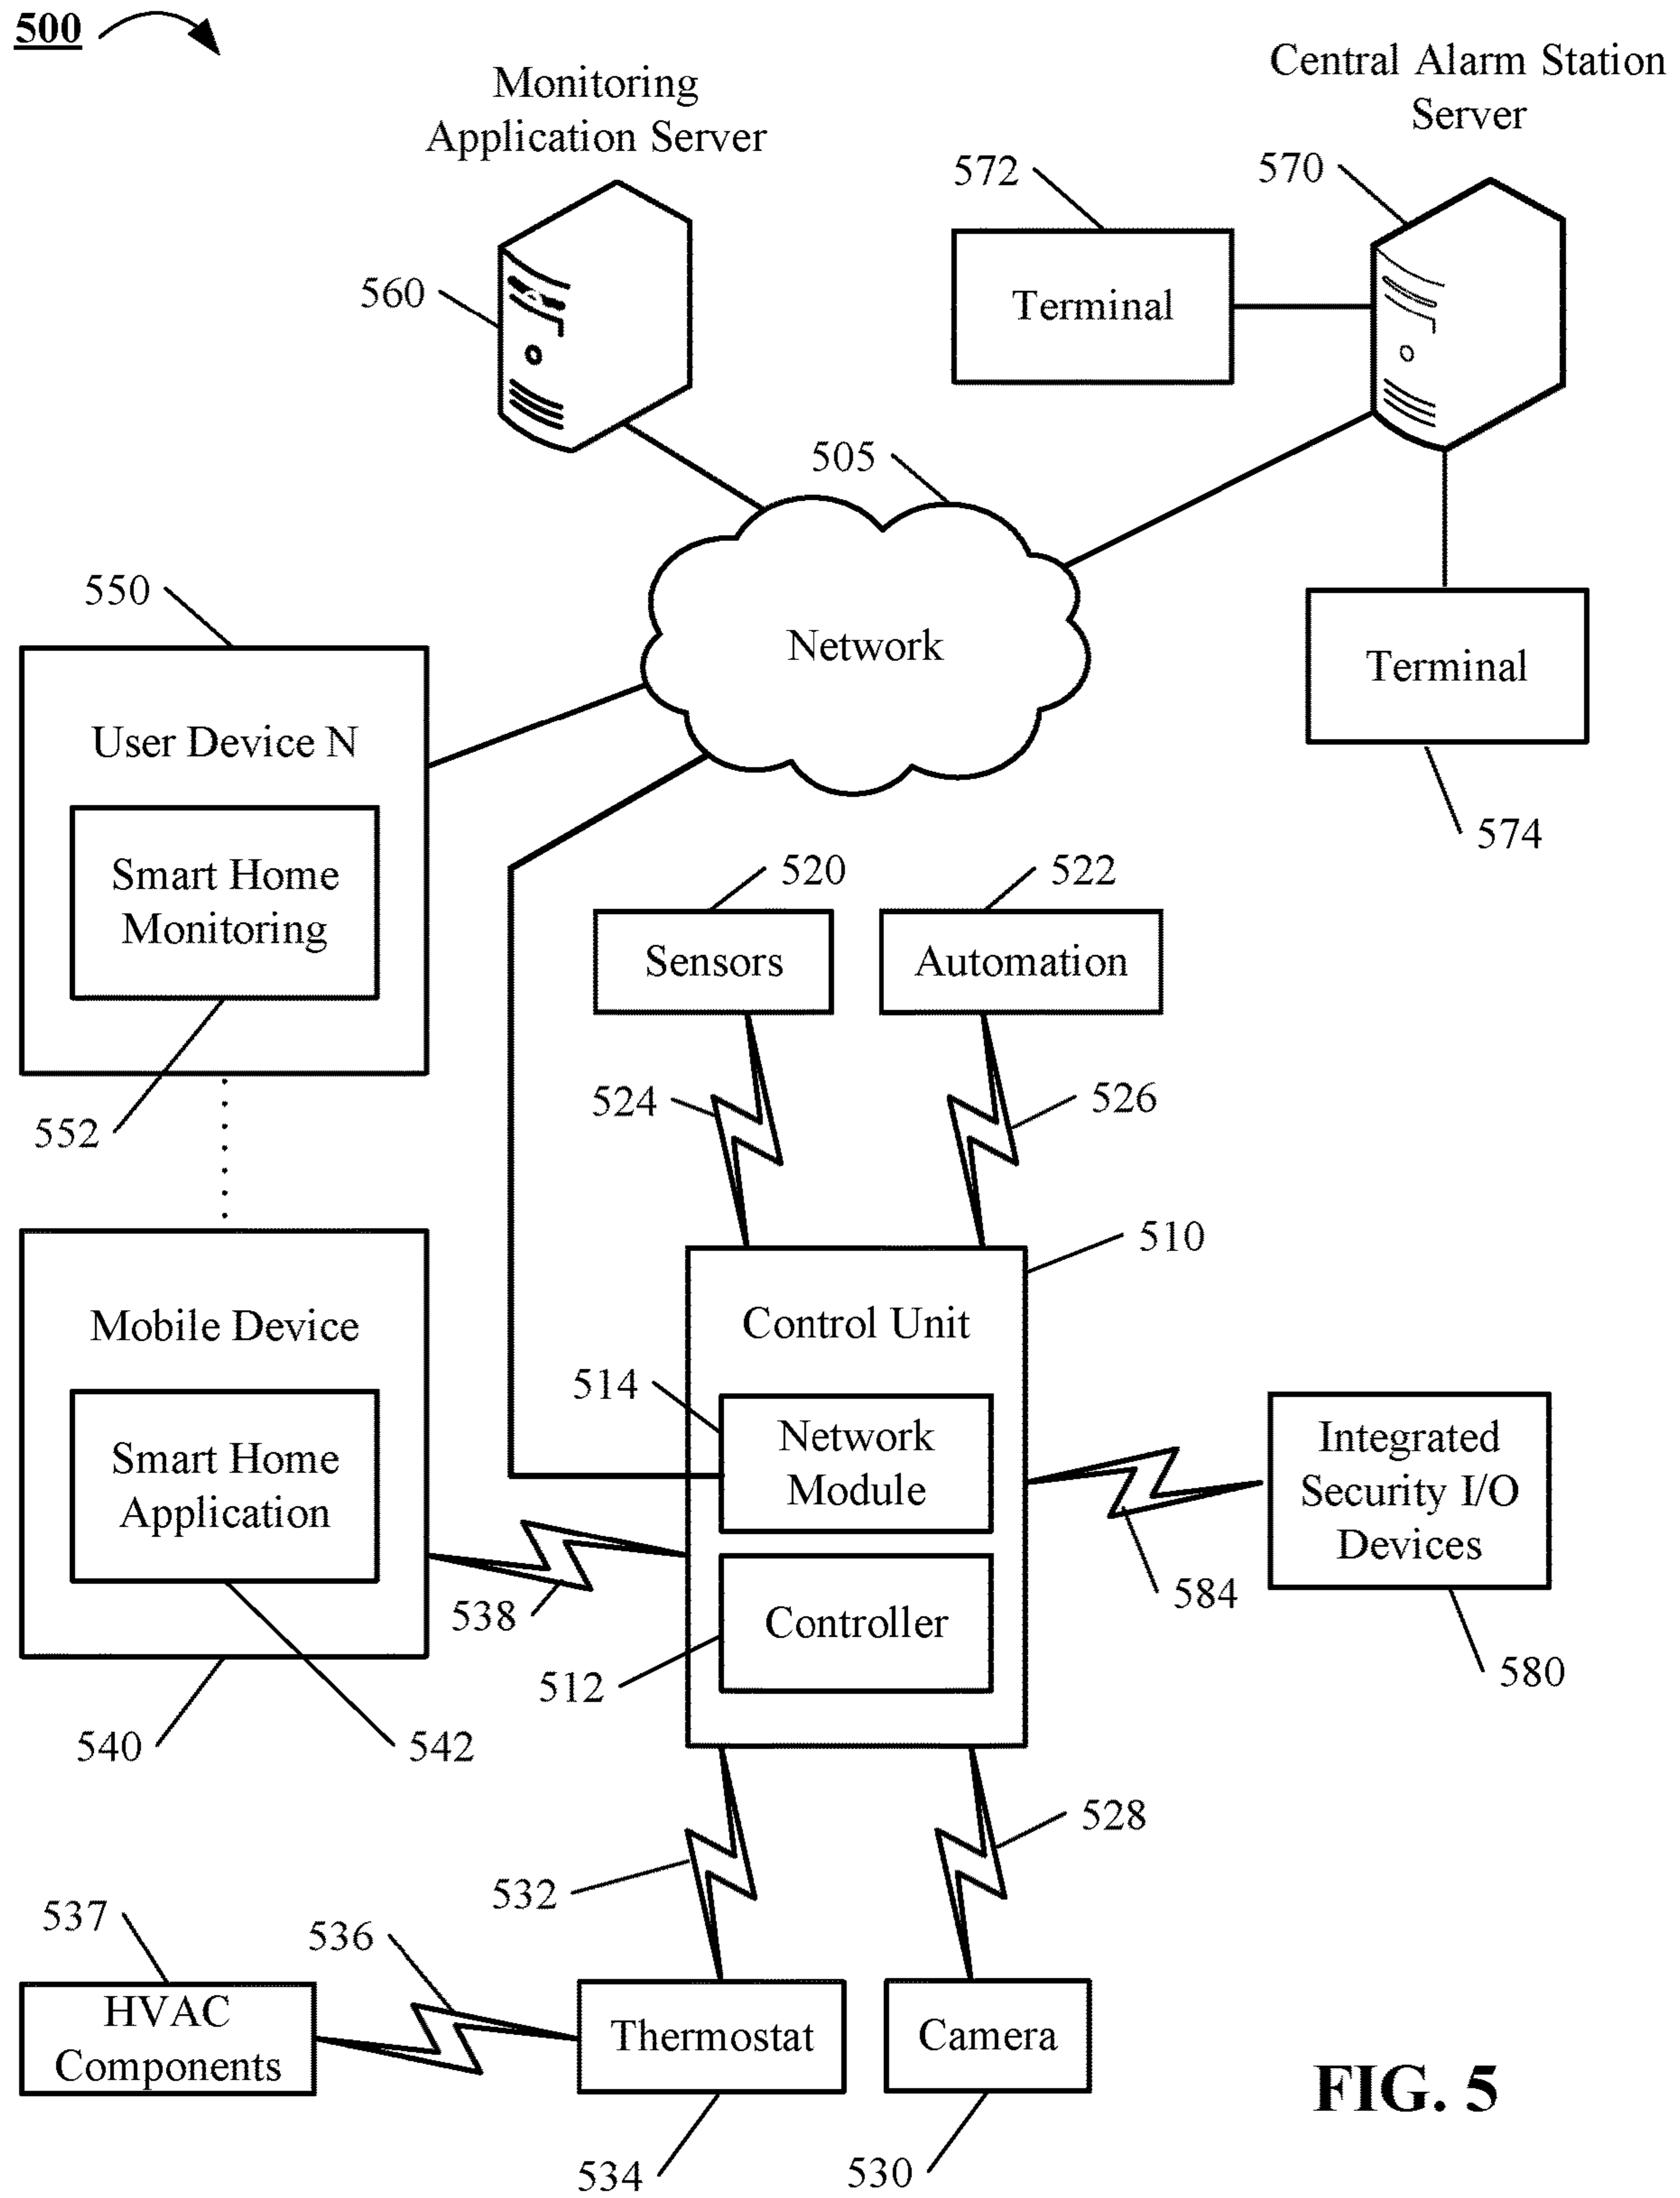 500
Monitoring
Application Server
Central Alarm Station
Server
572
570
560
Terminal
505
550
Network
Terminal
User Device N
574
Smart Home
Monitoring
520
522
Sensors
Automation
524
526
552
510
Mobile Device
Control Unit
514
Network
Module
Integrated
Security I/O
Devices
Smart Home
Application
584
538
Controller
512
580
540
542
528
532
537
536
HVAC
Components
Thermostat
Camera
534
530
FIG. 5